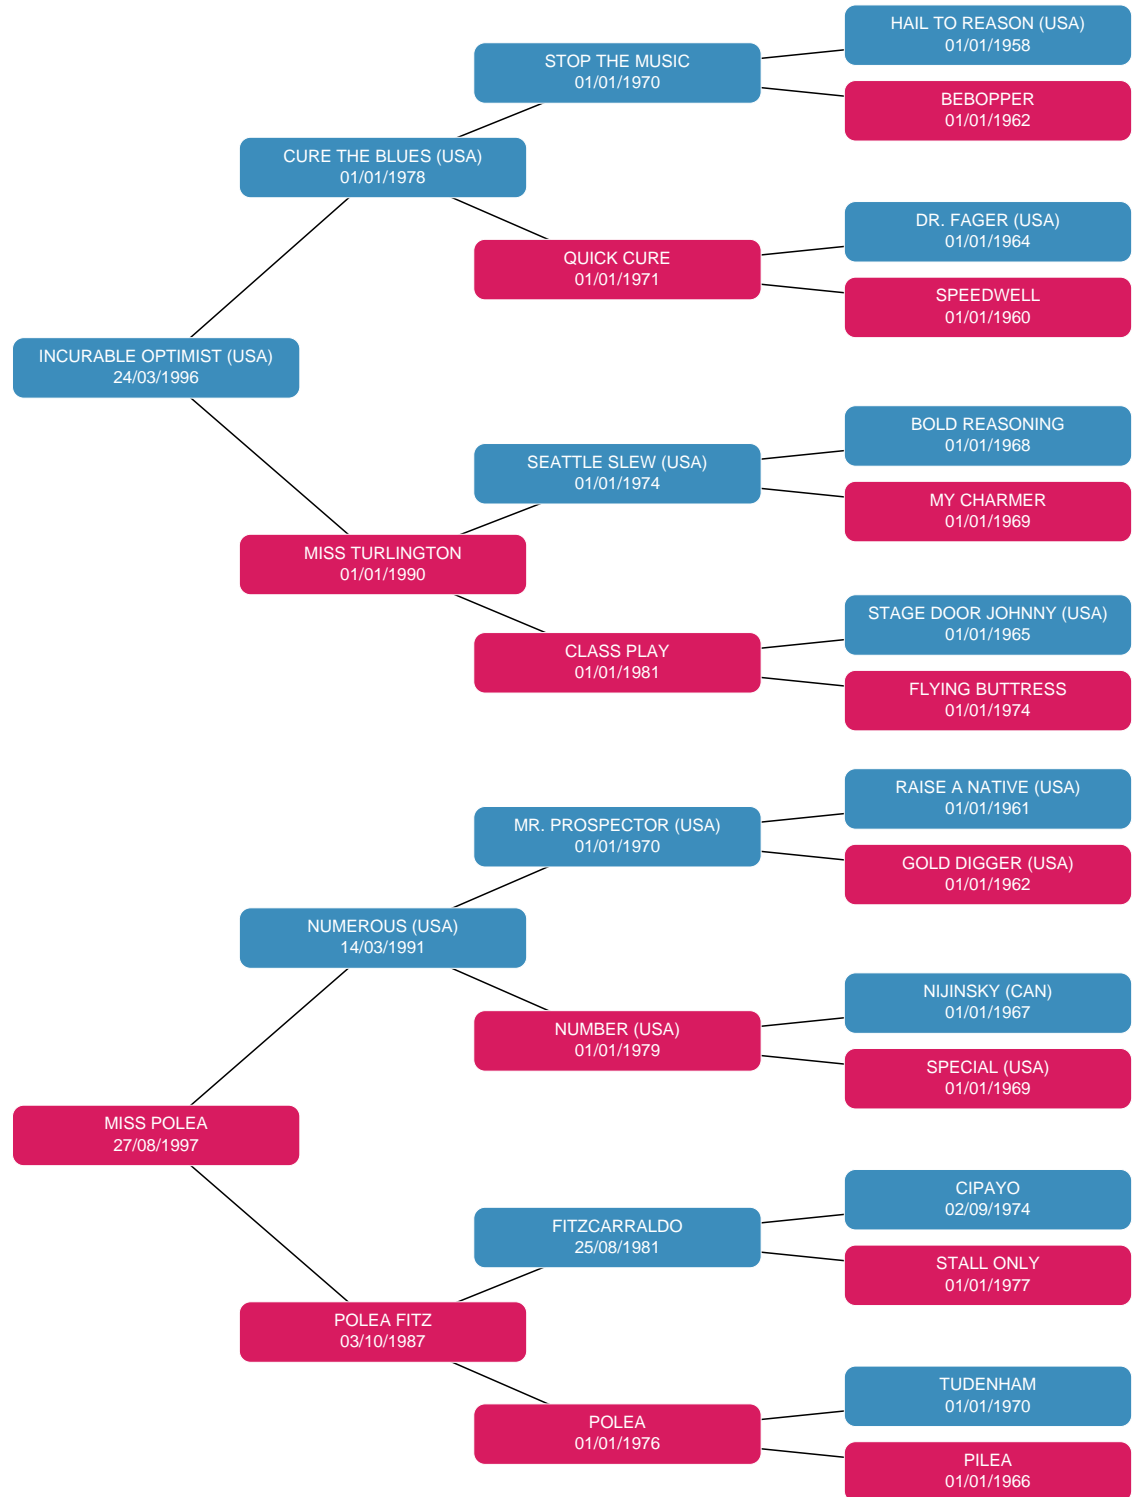 HAIL TO REASON (USA)
01/01/1958
STOP THE MUSIC
01/01/1970
BEBOPPER
01/01/1962
CURE THE BLUES (USA)
01/01/1978
DR. FAGER (USA)
01/01/1964
QUICK CURE
01/01/1971
SPEEDWELL
01/01/1960
INCURABLE OPTIMIST (USA)
24/03/1996
BOLD REASONING
01/01/1968
SEATTLE SLEW (USA)
01/01/1974
MY CHARMER
01/01/1969
MISS TURLINGTON
01/01/1990
STAGE DOOR JOHNNY (USA)
01/01/1965
CLASS PLAY
01/01/1981
FLYING BUTTRESS
01/01/1974
RAISE A NATIVE (USA)
01/01/1961
MR. PROSPECTOR (USA)
01/01/1970
GOLD DIGGER (USA)
01/01/1962
NUMEROUS (USA)
14/03/1991
NIJINSKY (CAN)
01/01/1967
NUMBER (USA)
01/01/1979
SPECIAL (USA)
01/01/1969
MISS POLEA
27/08/1997
CIPAYO
02/09/1974
FITZCARRALDO
25/08/1981
STALL ONLY
01/01/1977
POLEA FITZ
03/10/1987
TUDENHAM
01/01/1970
POLEA
01/01/1976
PILEA
01/01/1966